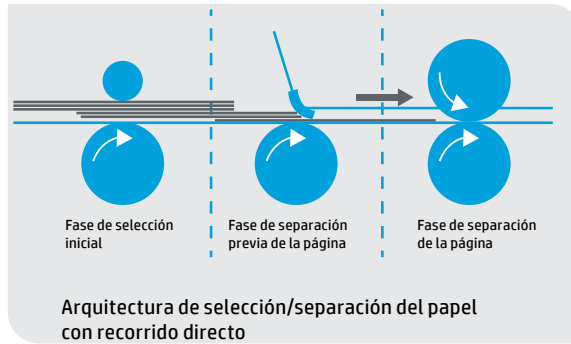 Fase de selección
inicial
Fase de separación
previa de la página
Fase de separación
de la página
Arquitectura de selección/separación del papel
con recorrido directo